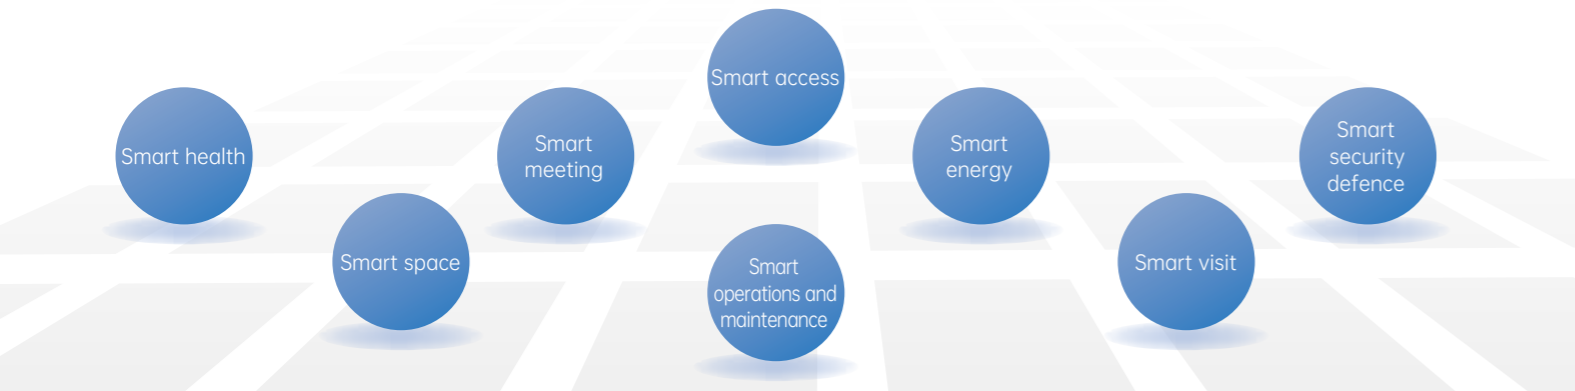 Smart access
Smart health
Smart
meeting
Smart
energy
Smart
security
defence
Smart space
Smart
operations and
maintenance
Smart visit